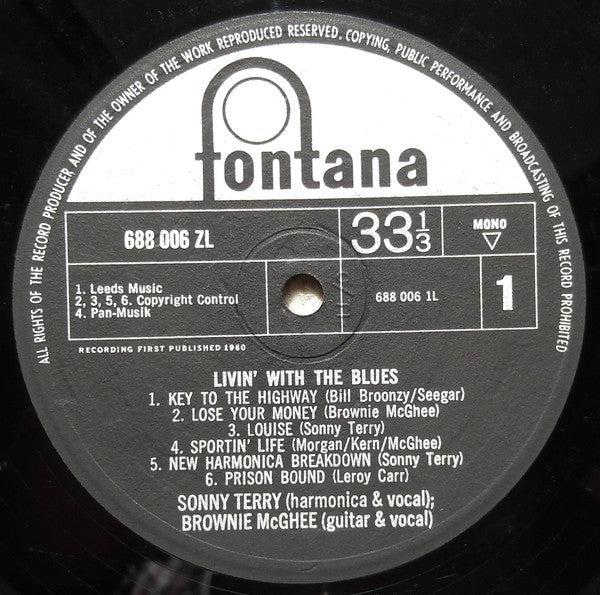 ALL RIGHTS OF THE RECORD PRODUCER AND OF THE OWNER OF THE WORK REPRODUCED RESERVED. COPYING, PUBLIC PERFORMANCE AND BROADCASTING OF THIS RECORD PROHIBITED
fontana
688 006 ZL
33 1/3
MONO
1. Leeds Music
2, 3, 5, 6. Copyright Control
4. Pan-Musik
688 006 1L
1
RECORDING FIRST PUBLISHED 1960
LIVIN' WITH THE BLUES
1. KEY TO THE HIGHWAY (Bill Broonzy/Seegar)
2. LOSE YOUR MONEY (Brownie McGhee)
3. LOUISE (Sonny Terry)
4. SPORTIN' LIFE (Morgan/Kern/McGhee)
5. NEW HARMONICA BREAKDOWN (Sonny Terry)
6. PRISON BOUND (Leroy Carr)
SONNY TERRY (harmonica & vocal);
BROWNIE McGHEE (guitar & vocal)